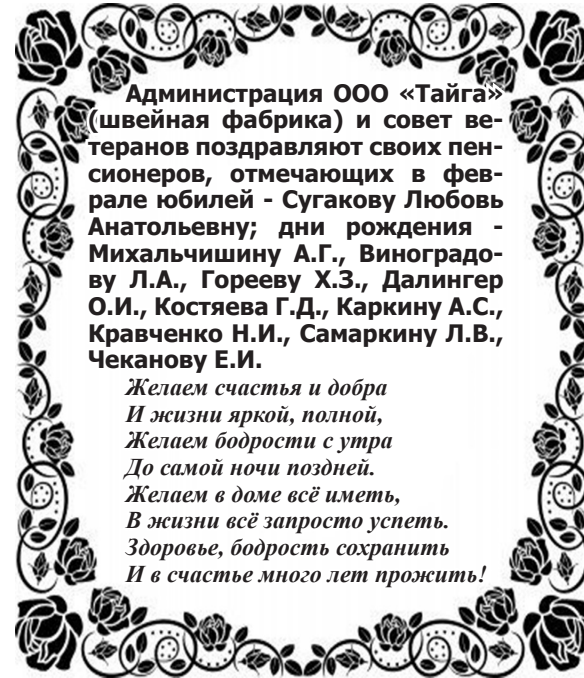 Администрация ООО «Тайга»
(швейная фабрика) и совет ве-
теранов поздравляют своих пен-
сионеров, отмечающих в фев-
рале юбилей - Сугакову Любовь
Анатольевну; дни рождения -
Михальчишину А.Г., Виноградо-
ву Л.А., Горееву Х.З., Далингер
О.И., Костяева Г.Д., Каркину А.С.,
Кравченко Н.И., Самаркину Л.В.,
Чеканову Е.И.
Желаем счастья и добра
И жизни яркой, полной,
Желаем бодрости с утра
До самой ночи поздней.
Желаем в доме всё иметь,
В жизни всё запросто успеть.
Здоровье, бодрость сохранить
И в счастье много лет прожить!